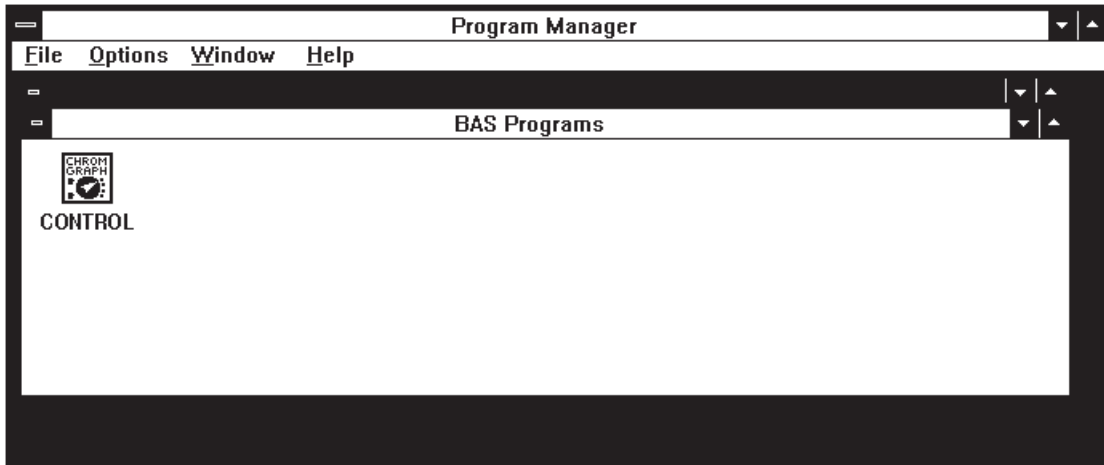 Program Manager
File Options Window Help
BAS Programs
CHROM
GRAPH
CONTROL